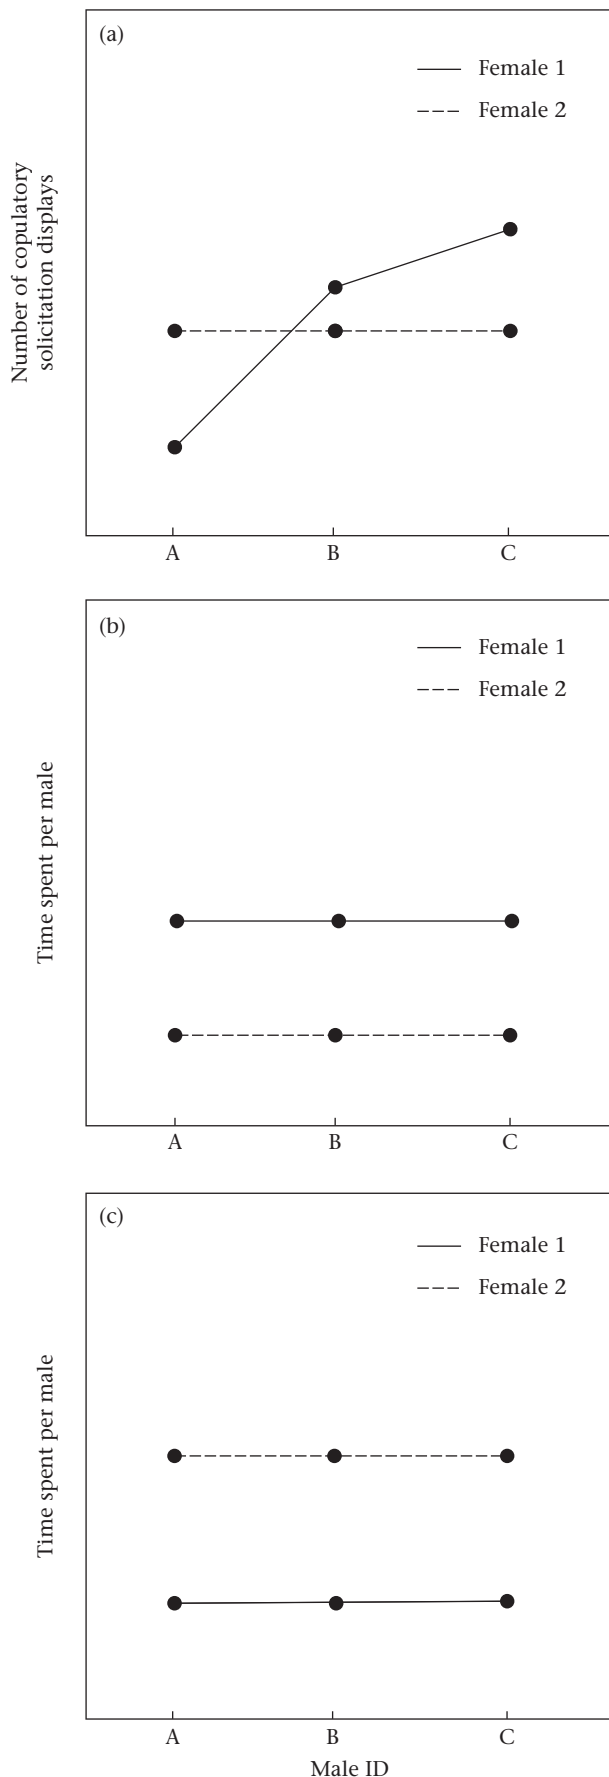 (a)
Female 1
Female 2
Number of copulatory
solicitation displays
A B C
(b)
Female 1
Female 2
Time spent per male
A B C
(c)
Female 1
Female 2
Time spent per male
A B C
Male ID